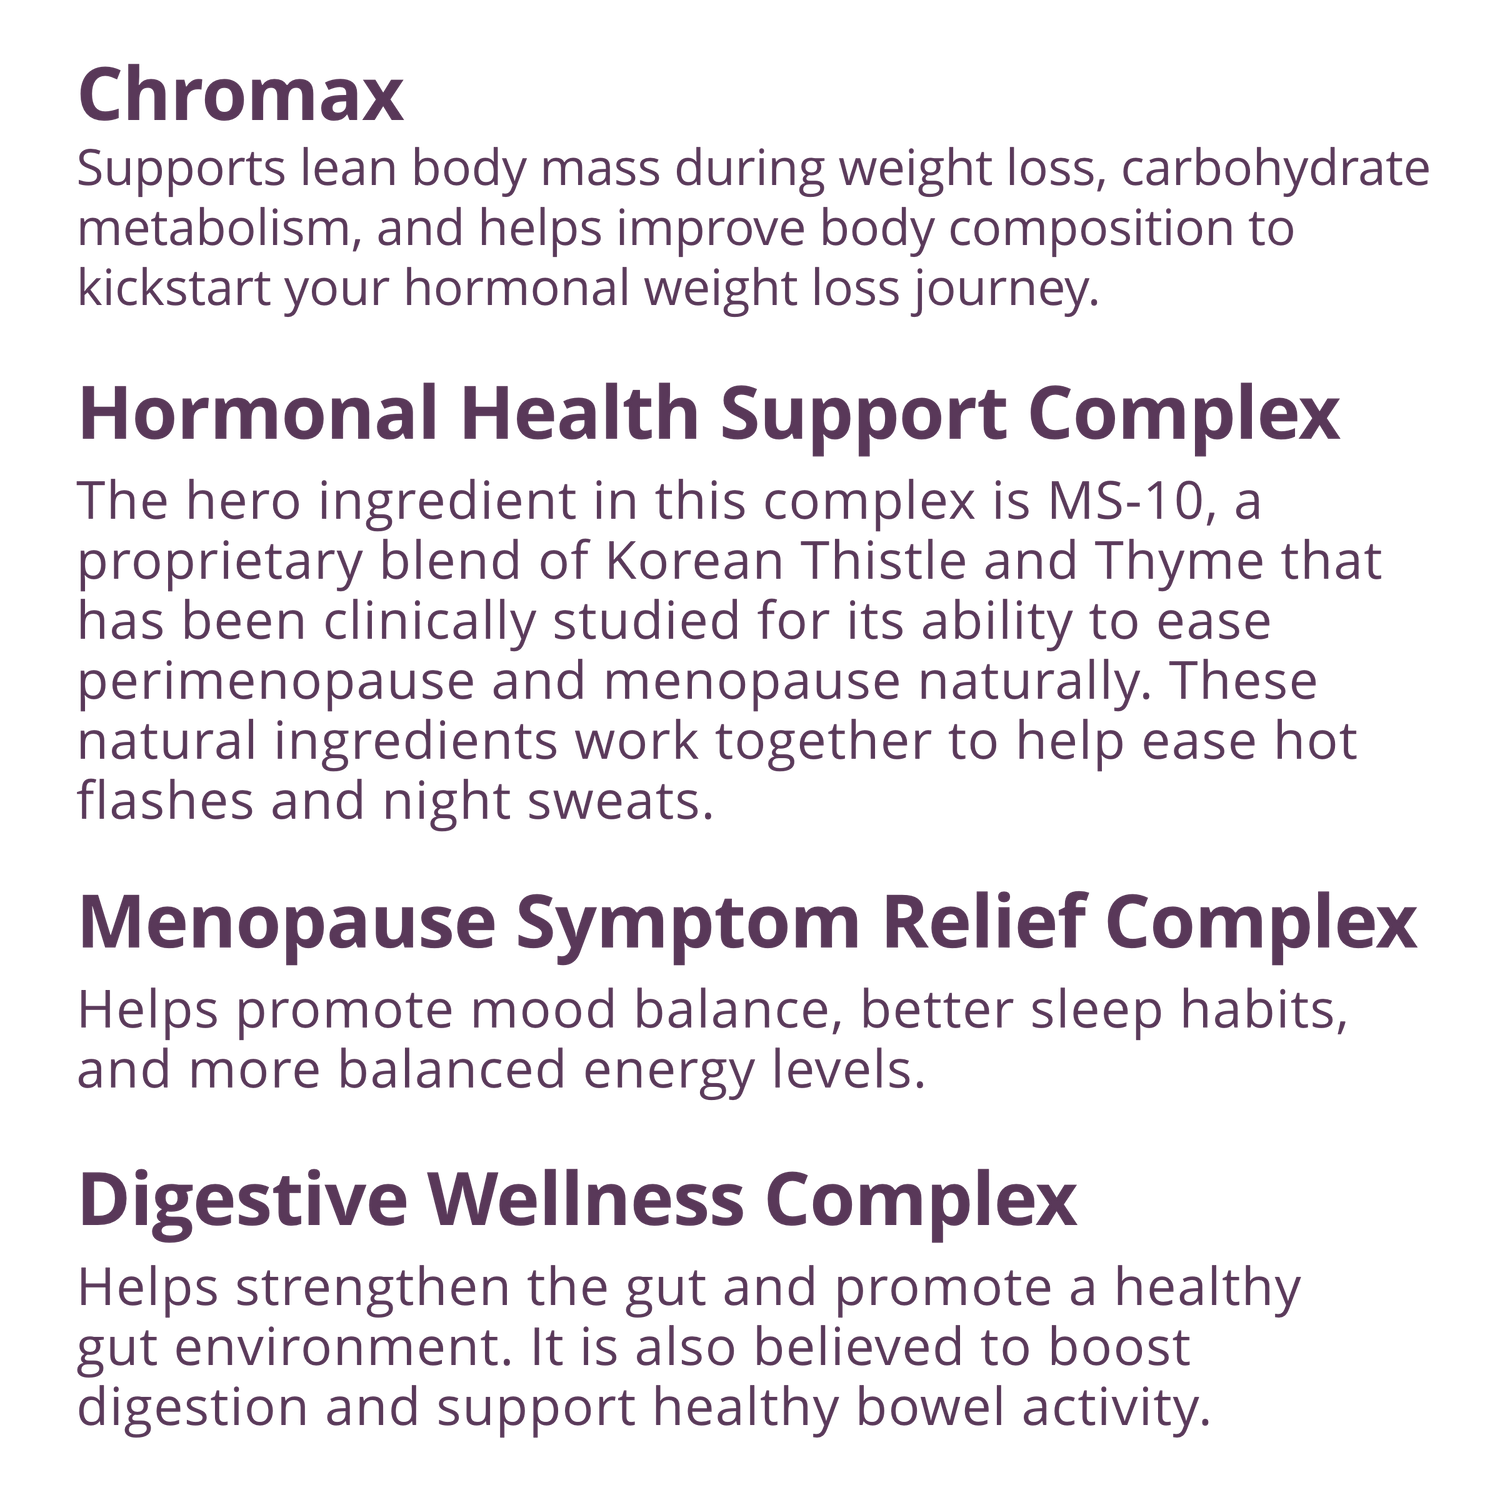 Chromax
Supports lean body mass during weight loss, carbohydrate
metabolism, and helps improve body composition to
kickstart your hormonal weight loss journey.
Hormonal Health Support Complex
The hero ingredient in this complex is MS-10, a
proprietary blend of Korean Thistle and Thyme that
has been clinically studied for its ability to ease
perimenopause and menopause naturally. These
natural ingredients work together to help ease hot
flashes and night sweats.
Menopause Symptom Relief Complex
Helps promote mood balance, better sleep habits,
and more balanced energy levels.
Digestive Wellness Complex
Helps strengthen the gut and promote a healthy
gut environment. It is also believed to boost
digestion and support healthy bowel activity.